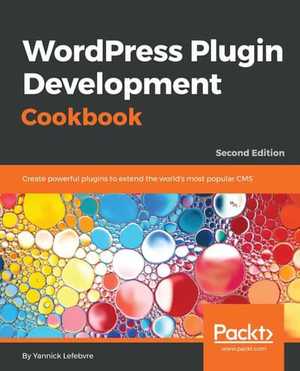 WordPress Plugin
Development
Cookbook
Second Edition
Create powerful plugins to extend the world's most popular CMS
Packt>
www.packt.com
By Yannick Lefebvre